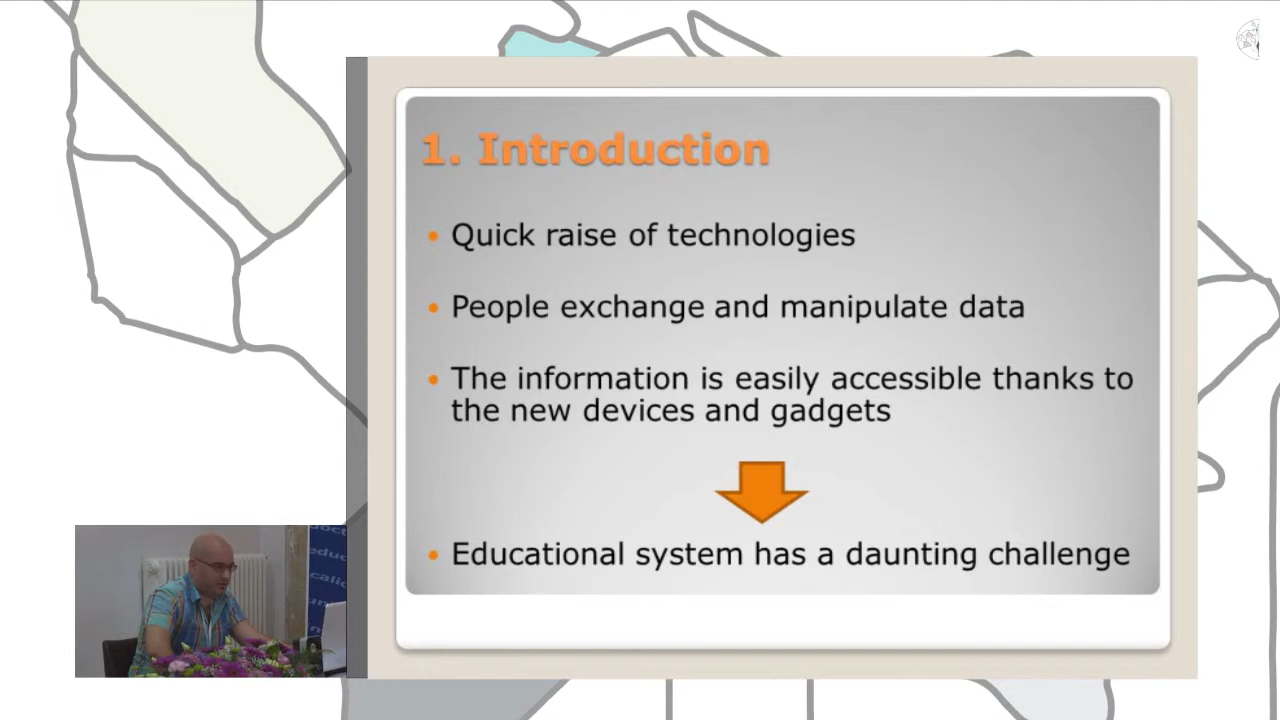 1. Introduction
• Quick raise of technologies
• People exchange and manipulate data
• The information is easily accessible thanks to
the new devices and gadgets
• Educational system has a daunting challenge